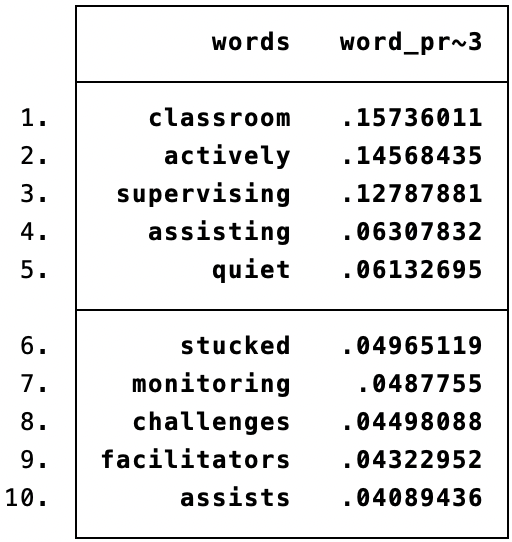 words word_pr~3
1. classroom .15736011
2. actively .14568435
3. supervising .12787881
4. assisting .06307832
5. quiet .06132695
6. stucked .04965119
7. monitoring .0487755
8. challenges .04498088
9. facilitators .04322952
10. assists .04089436